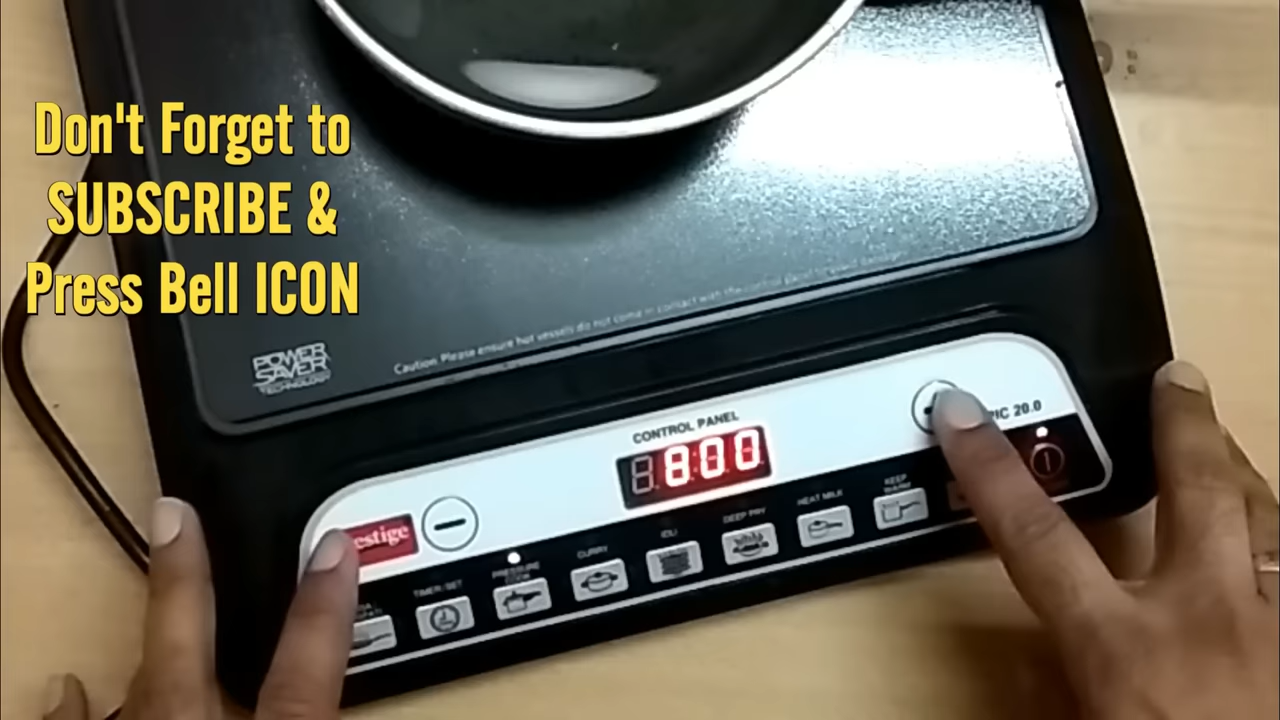 Don't Forget to
SUBSCRIBE &
Press Bell ICON
POWER
SAVER
TECHNOLOGY
Caution: Please ensure hot vessels do not come in contact with the control panel
CONTROL PANEL
8.800
PIC 20.0
estige
TIMER / SET
PRESSURE
COOK
CURRY
IDLI
DEEP FRY
HEAT MILK
KEEP
WARM